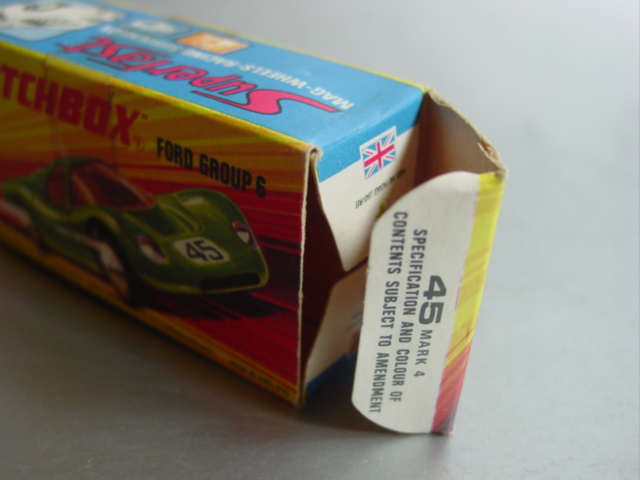 Superfast
MAG-WHEELS-RACING
TCHBOX
FORD GROUP 6
45
45 MARK 4
SPECIFICATION AND COLOUR OF
CONTENTS SUBJECT TO AMENDMENT